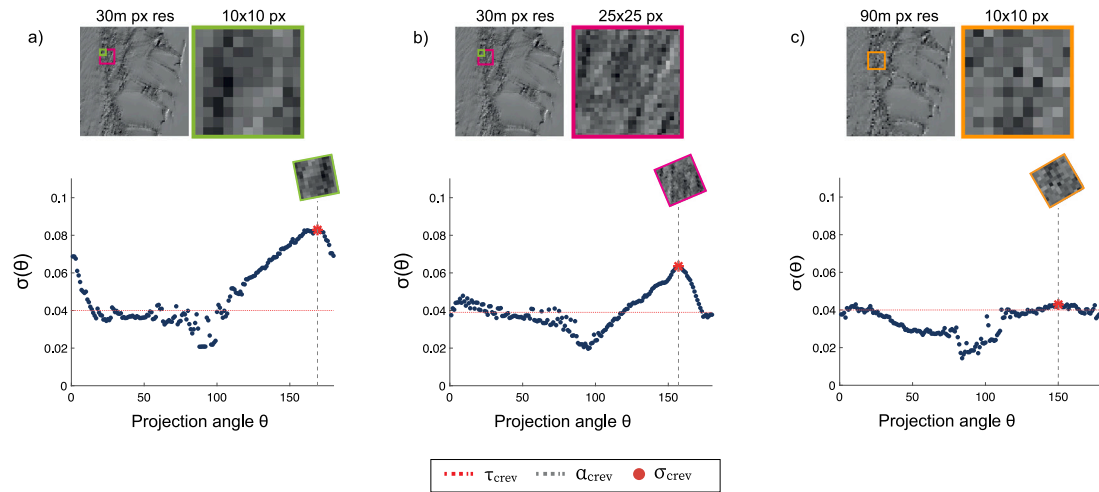 a)
30m px res
10x10 px
σ(θ)
0.1
0.08
0.06
0.04
0.02
0
0
50
100
150
Projection angle θ
b)
30m px res
25x25 px
σ(θ)
0.1
0.08
0.06
0.04
0.02
0
0
50
100
150
Projection angle θ
c)
90m px res
10x10 px
σ(θ)
0.1
0.08
0.06
0.04
0.02
0
0
50
100
150
Projection angle θ
τcrev
αcrev
σcrev